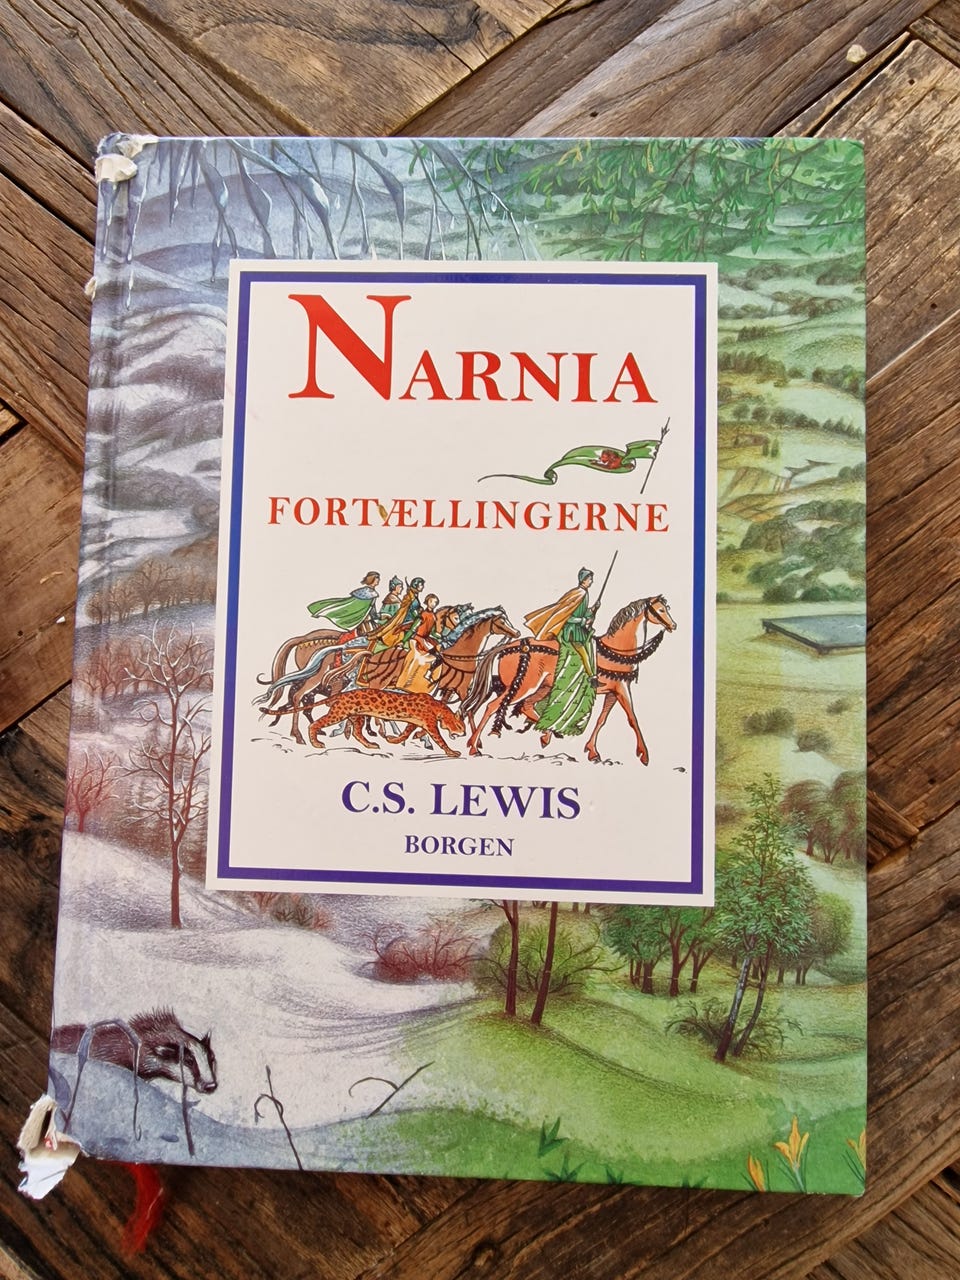 NARNIA
FORTÆLLINGERNE
C.S. LEWIS
BORGEN